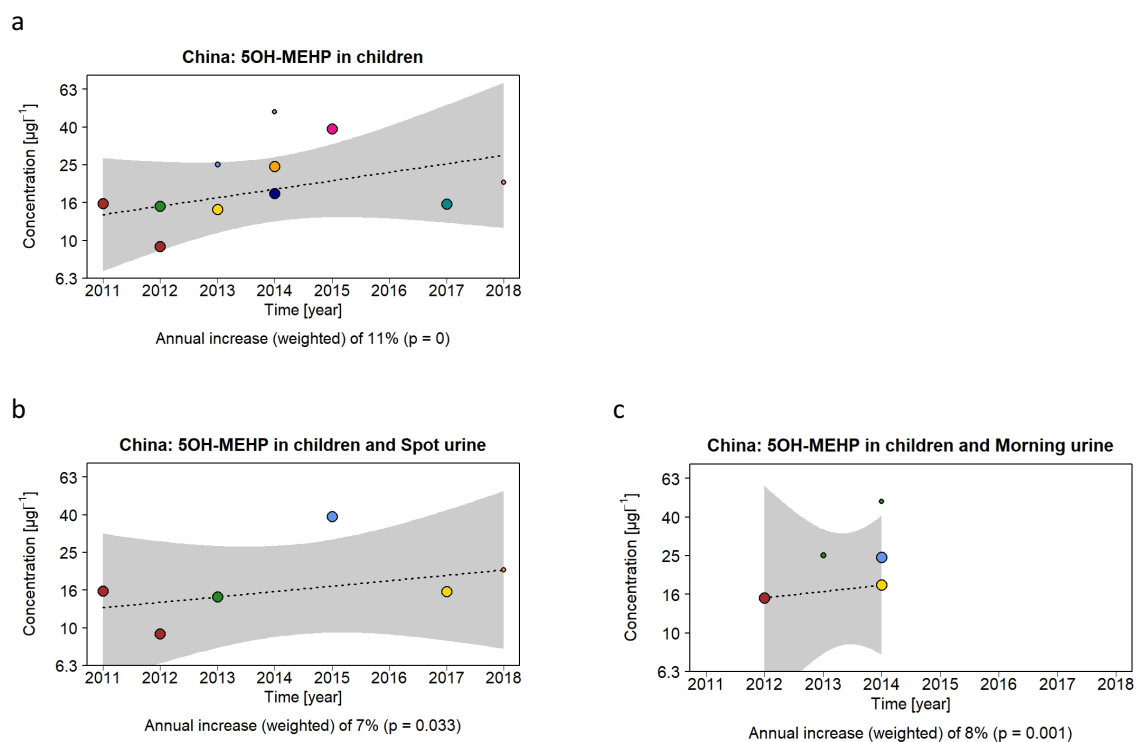 a
China: 5OH-MEHP in children
Concentration [µgl⁻¹]
63
40
25
16
10
6.3
2011 2012 2013 2014 2015 2016 2017 2018
Time [year]
Annual increase (weighted) of 11% (p = 0)
b
China: 5OH-MEHP in children and Spot urine
Concentration [µgl⁻¹]
63
40
25
16
10
6.3
2011 2012 2013 2014 2015 2016 2017 2018
Time [year]
Annual increase (weighted) of 7% (p = 0.033)
c
China: 5OH-MEHP in children and Morning urine
Concentration [µgl⁻¹]
63
40
25
16
10
6.3
2011 2012 2013 2014 2015 2016 2017 2018
Time [year]
Annual increase (weighted) of 8% (p = 0.001)